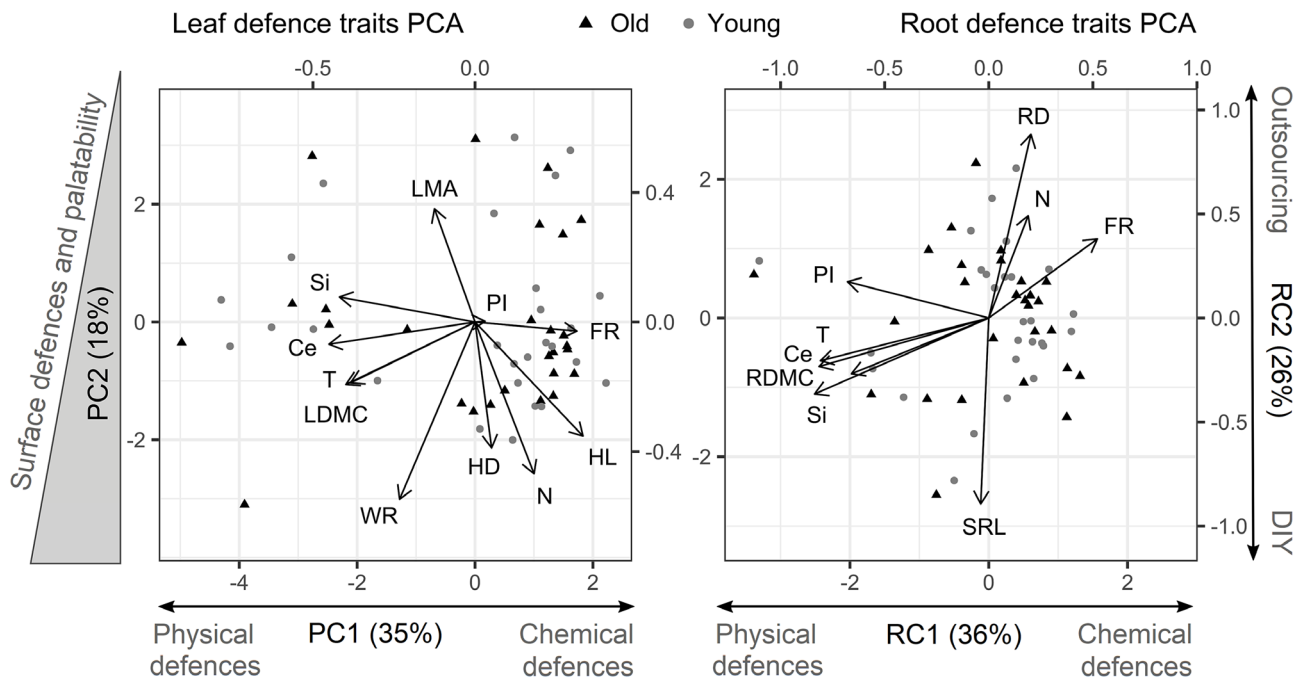 Leaf defence traits PCA
Old
Young
Root defence traits PCA
-0.5
0.0
-1.0
-0.5
0.0
0.5
1.0
Surface defences and palatability
PC2 (18%)
2
0
-2
LMA
Si
PI
FR
Ce
T
LDMC
HD
HL
N
WR
0.4
0.0
-0.4
-4
-2
0
2
Physical
defences
PC1 (35%)
Chemical
defences
2
0
-2
RD
N
FR
PI
T
Ce
RDMC
Si
SRL
1.0
0.5
0.0
-0.5
-1.0
Outsourcing
RC2 (26%)
DIY
-2
0
2
Physical
defences
RC1 (36%)
Chemical
defences